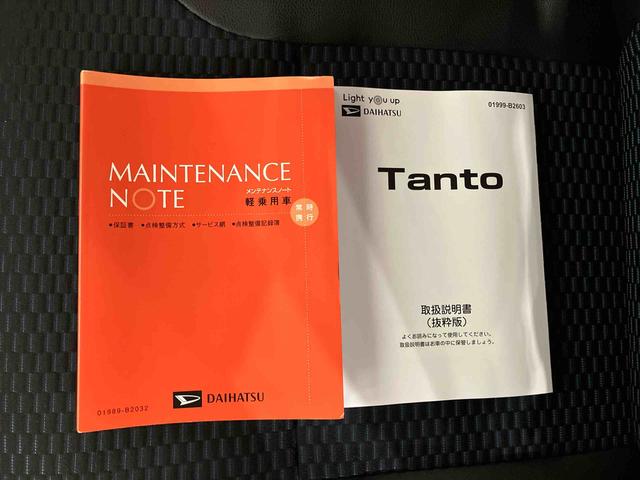 MAINTENANCE
NOTE
メンテナンスノート
軽乗用車
常時
携行
●保証書 ●点検整備方式 ●サービス網 ●点検整備記録簿
DAIHATSU
01989-B2032
Light you up
DAIHATSU
01999-B2603
Tanto
取扱説明書
（抜粋版）
よくお読みになって使用してください。
取扱説明書はお車の中に保管しましょう。